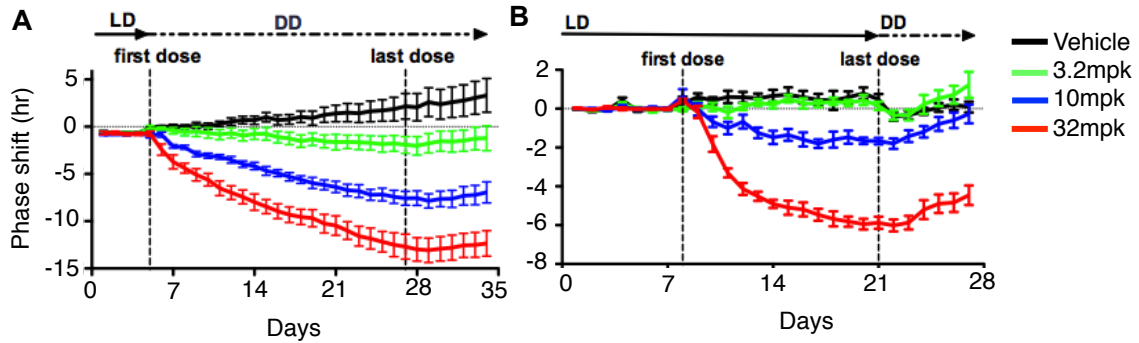 A
LD DD
first dose last dose
5
0
-5
-10
-15
Phase shift (hr)
0 7 14 21 28 35
Days
B
LD DD
first dose last dose
2
0
-2
-4
-6
-8
0 7 14 21 28
Days
Vehicle
3.2mpk
10mpk
32mpk